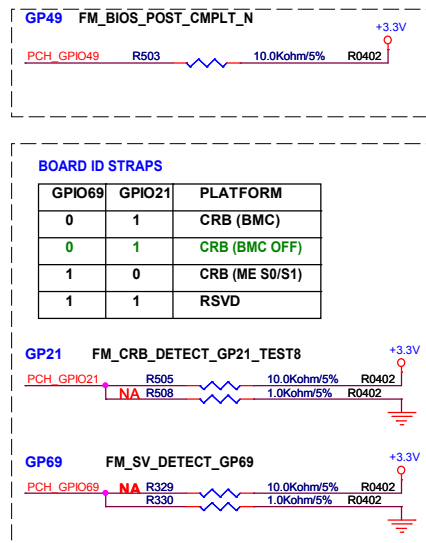 GP49 FM_BIOS_POST_CMPLT_N
+3.3V
PCH_GPIO49 R503 10.0Kohm/5% R0402
BOARD ID STRAPS
GPIO69 GPIO21 PLATFORM
0 1 CRB (BMC)
0 1 CRB (BMC OFF)
1 0 CRB (ME S0/S1)
1 1 RSVD
GP21 FM_CRB_DETECT_GP21_TEST8
+3.3V
PCH_GPIO21 R505 10.0Kohm/5% R0402
NA R508 1.0Kohm/5% R0402
GP69 FM_SV_DETECT_GP69
+3.3V
PCH_GPIO69 NA R329 10.0Kohm/5% R0402
R330 1.0Kohm/5% R0402